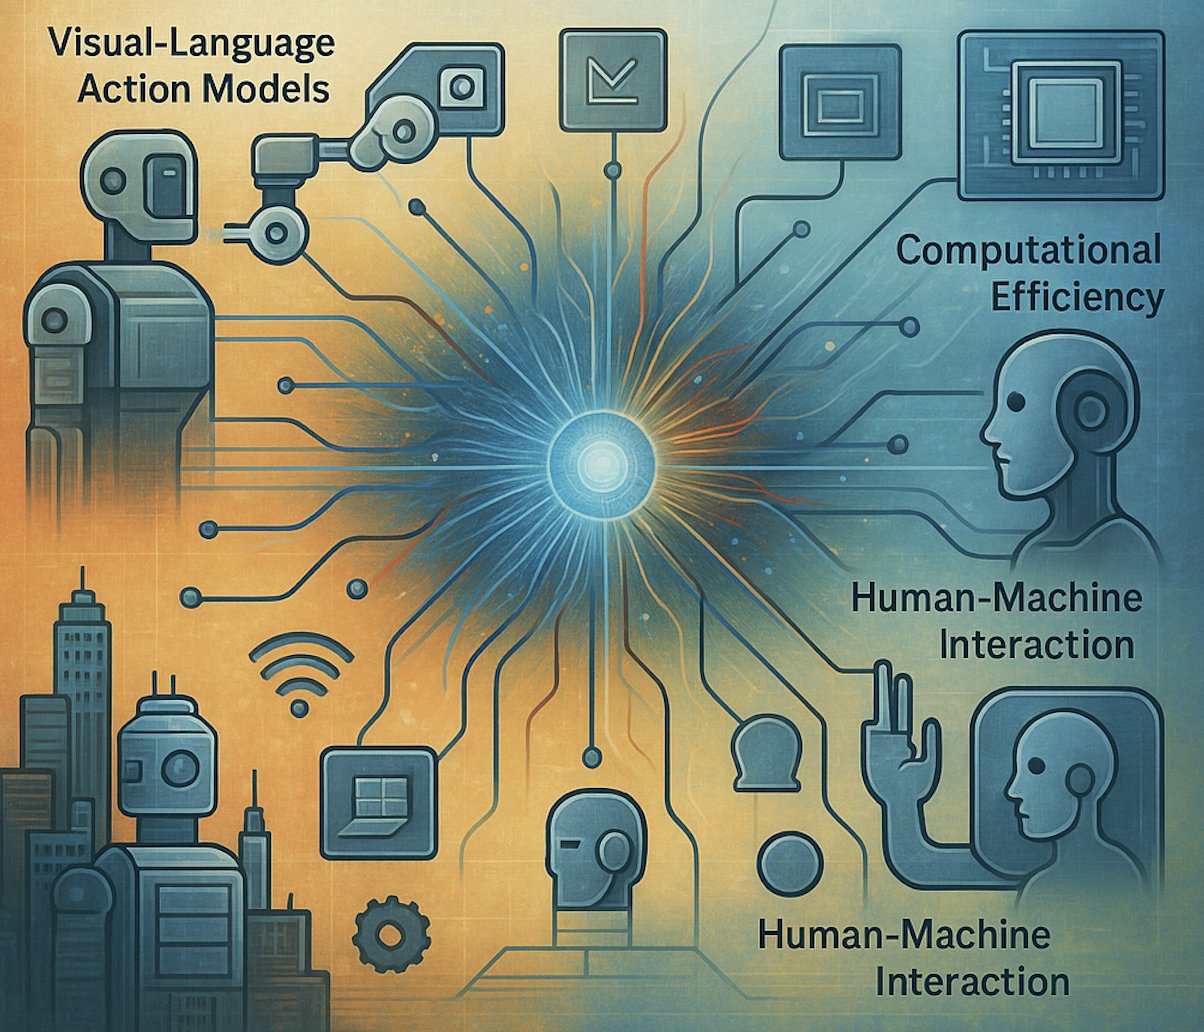 Visual-Language
Action Models
Computational
Efficiency
Human-Machine
Interaction
Human-Machine
Interaction